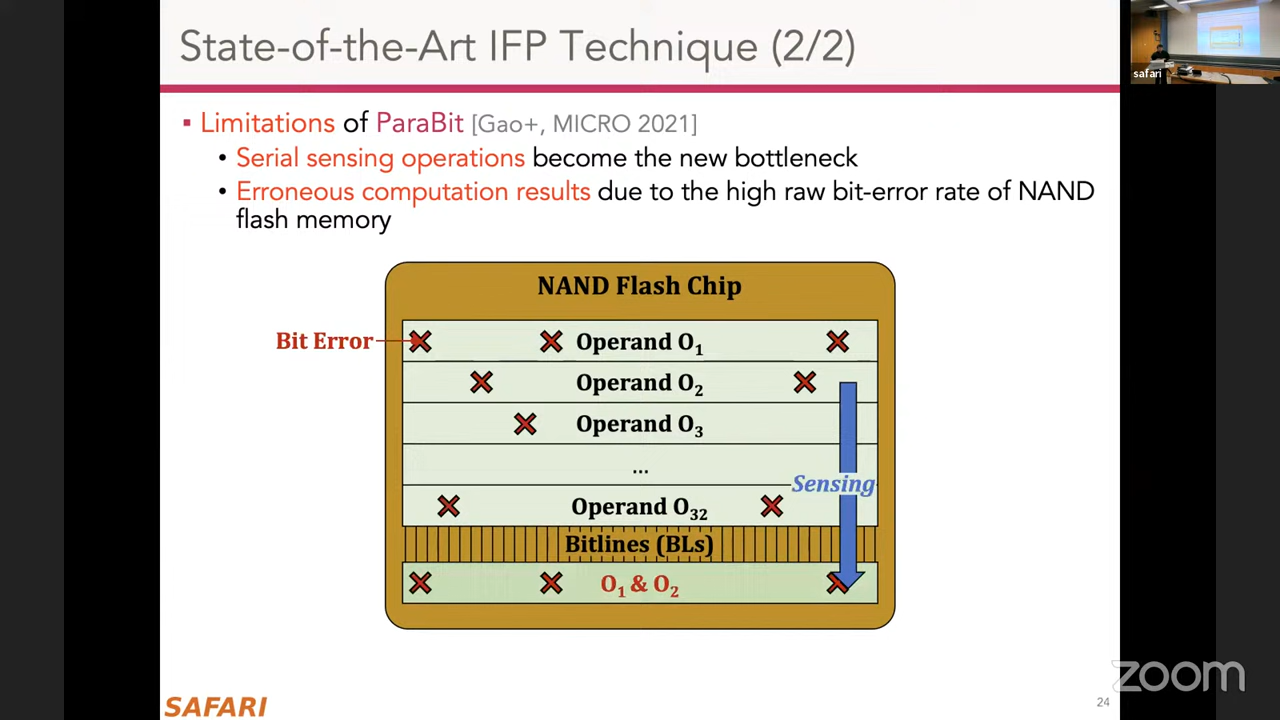 State-of-the-Art IFP Technique (2/2)
safari
▪ Limitations of ParaBit [Gao+, MICRO 2021]
• Serial sensing operations become the new bottleneck
• Erroneous computation results due to the high raw bit-error rate of NAND
flash memory
NAND Flash Chip
Bit Error
Operand O1
Operand O2
Operand O3
...
Sensing
Operand O32
Bitlines (BLs)
O1 & O2
zoom
SAFARI
24